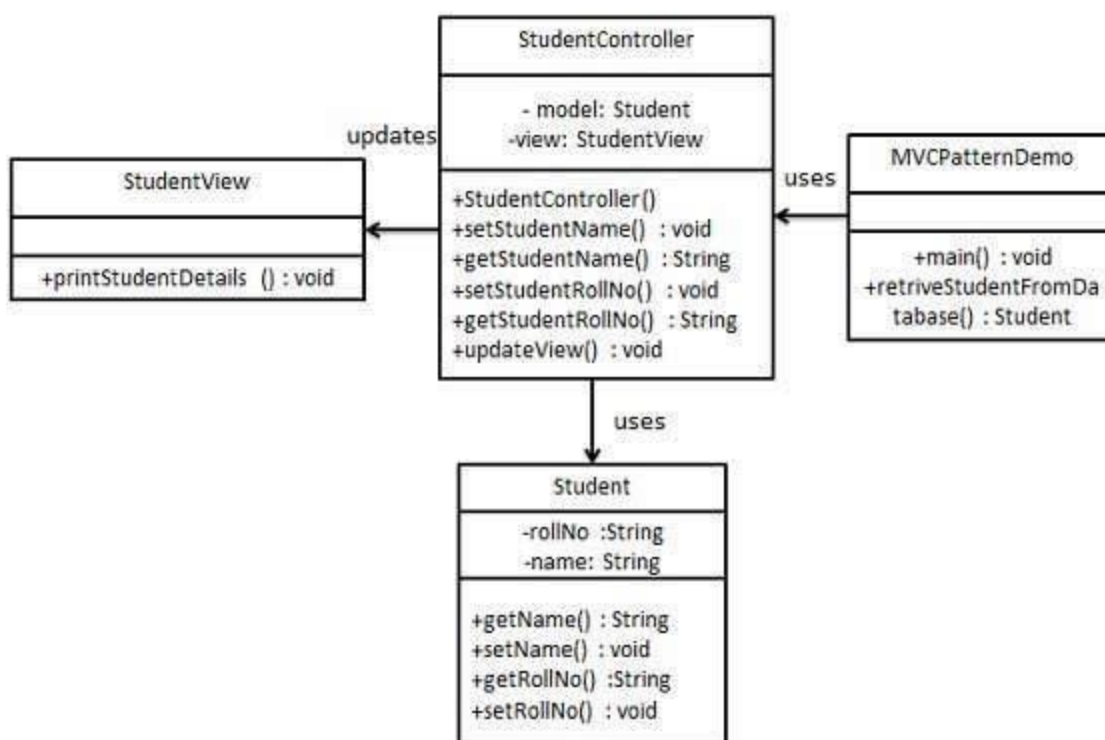 StudentController
- model: Student
-view: StudentView
+StudentController()
+setStudentName() : void
+getStudentName() : String
+setStudentRollNo() : void
+getStudentRollNo() : String
+updateView() : void
updates
StudentView
+printStudentDetails () : void
uses
MVCPatternDemo
+main() : void
+retriveStudentFromDa
tabase() : Student
uses
Student
-rollNo :String
-name: String
+getName() : String
+setName() : void
+getRollNo() :String
+setRollNo() : void